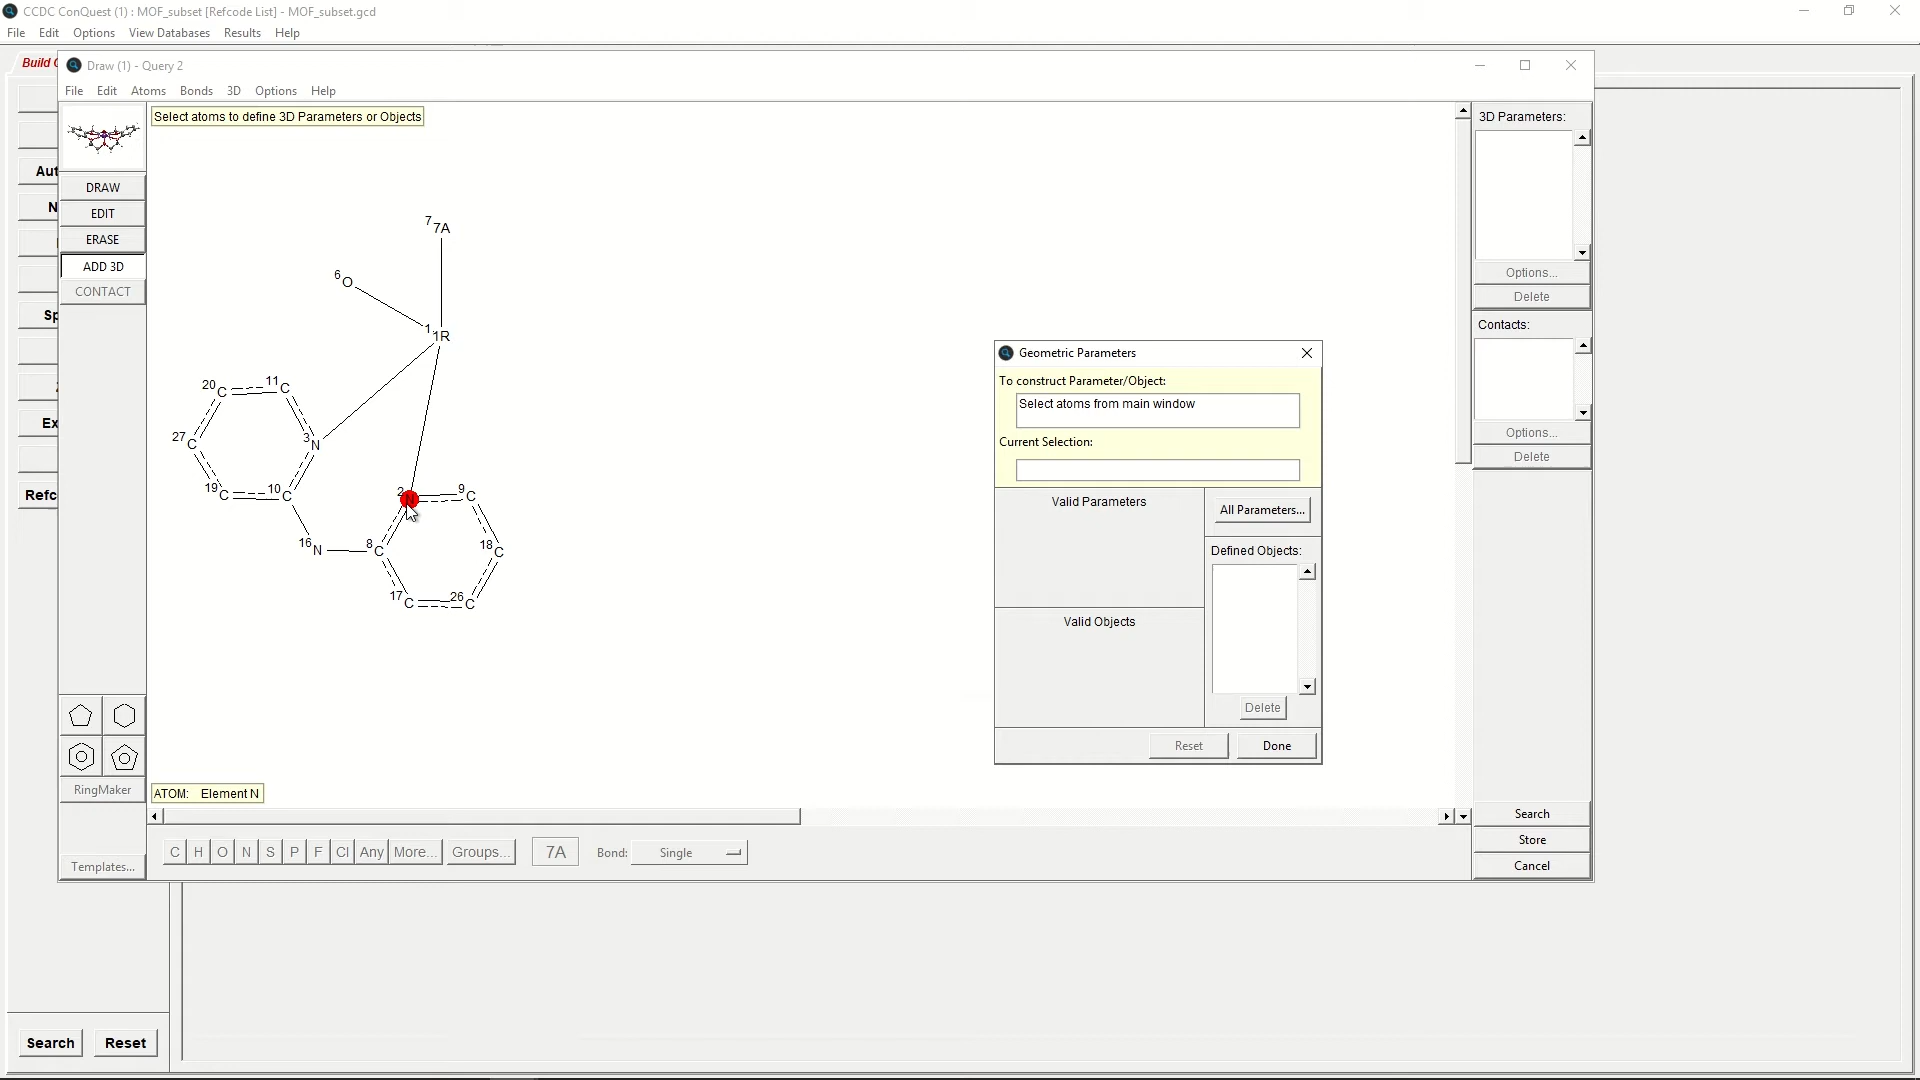 CCDC ConQuest (1) : MOF_subset [Refcode List] - MOF_subset.gcd
File Edit Options View Databases Results Help
Build
Draw (1) - Query 2
File Edit Atoms Bonds 3D Options Help
Select atoms to define 3D Parameters or Objects
DRAW
EDIT
ERASE
ADD 3D
CONTACT
Aut
N
Sp
Ex
Refc
RingMaker
Templates...
7 7A
6 O
1 1R
20 C
11 C
27 C
3 N
19 C
10 C
2 N
9 C
16 N
8 C
18 C
17 C
26 C
Geometric Parameters
To construct Parameter/Object:
Select atoms from main window
Current Selection:
Valid Parameters
All Parameters...
Defined Objects:
Valid Objects
Delete
Reset
Done
ATOM: Element N
C H O N S P F Cl Any More... Groups... 7A Bond: Single
3D Parameters:
Options...
Delete
Contacts:
Options...
Delete
Search
Store
Cancel
Search Reset